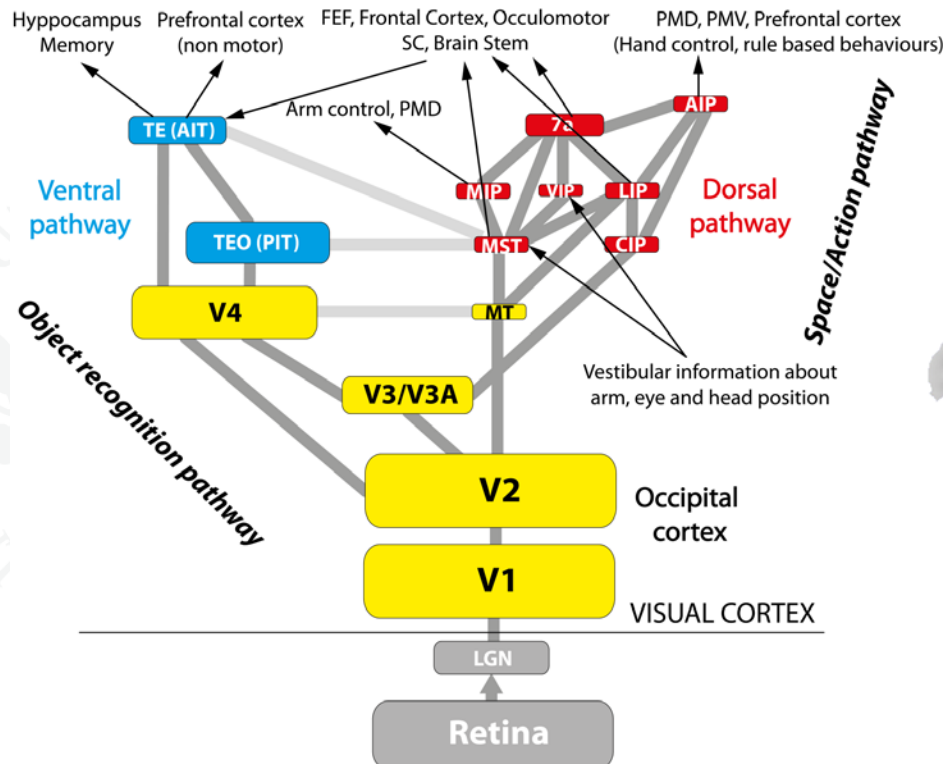 Hyppocampus
Memory
Prefrontal cortex
(non motor)
FEF, Frontal Cortex, Occulomotor
SC, Brain Stem
PMD, PMV, Prefrontal cortex
(Hand control, rule based behaviours)
AIP
TE (AIT)
Arm control, PMD
7a
Ventral
pathway
MIP
VIP
LIP
Dorsal
pathway
Space/Action pathway
TEO (PIT)
MST
CIP
V4
MT
Object recognition pathway
V3/V3A
Vestibular information about
arm, eye and head position
V2
Occipital
cortex
V1
VISUAL CORTEX
LGN
Retina